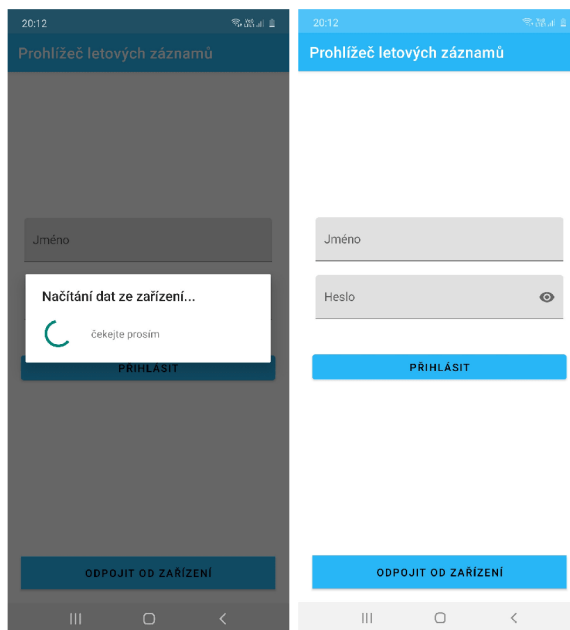 20:12
Prohlížeč letových záznamů
Jméno
Načítání dat ze zařízení...
čekejte prosím
PŘIHLÁSIT
ODPOJIT OD ZAŘÍZENÍ
20:12
Prohlížeč letových záznamů
Jméno
Heslo
PŘIHLÁSIT
ODPOJIT OD ZAŘÍZENÍ